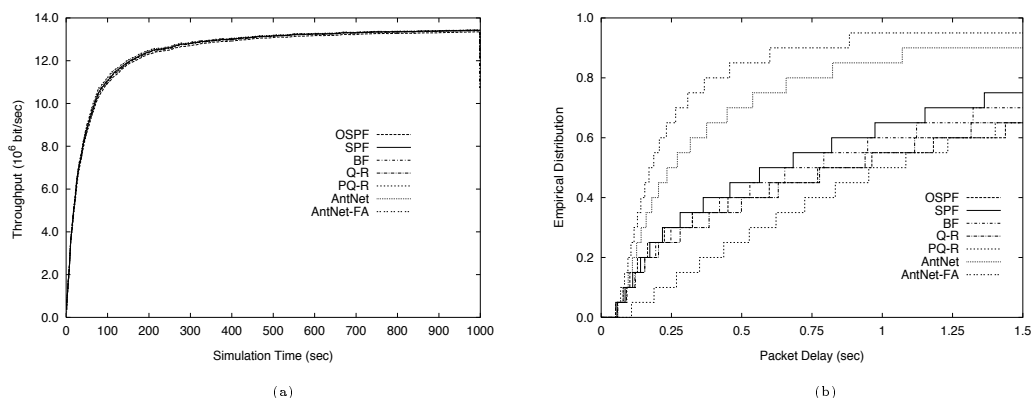 14.0
12.0
10.0
8.0
6.0
4.0
2.0
0.0
Throughput (10⁶ bit/sec)
0 100 200 300 400 500 600 700 800 900 1000
Simulation Time (sec)
OSPF
SPF
BF
Q-R
PQ-R
AntNet
AntNet-FA
(a)
1.0
0.8
0.6
0.4
0.2
0.0
Empirical Distribution
0 0.25 0.5 0.75 1 1.25 1.5
Packet Delay (sec)
OSPF
SPF
BF
Q-R
PQ-R
AntNet
AntNet-FA
(b)